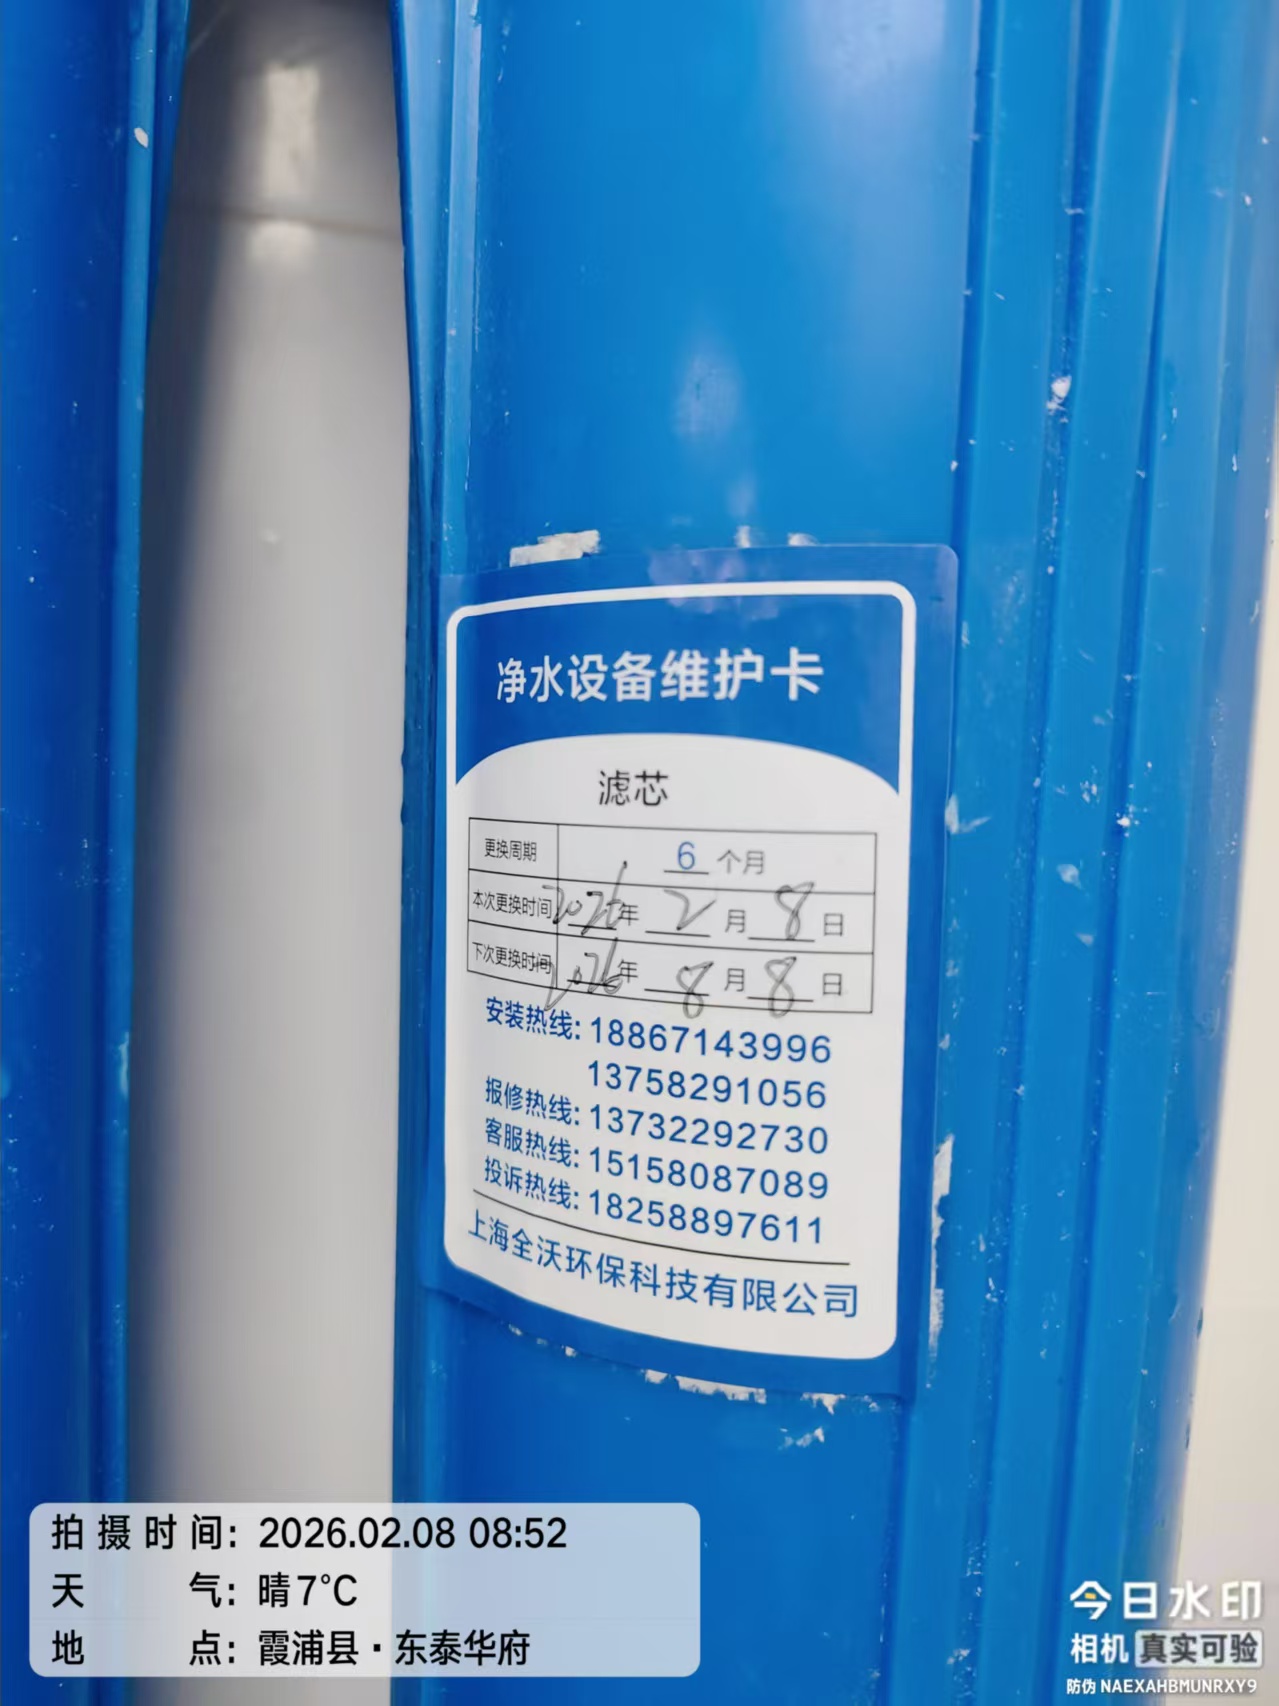 净水设备维护卡
滤芯
更换周期 6 个月
本次更换时间 2026年 2 月 8 日
下次更换时间 2026年 8 月 8 日
安装热线: 18867143996
13758291056
报修热线: 13732292730
客服热线: 15158087089
投诉热线: 18258897611
上海全沃环保科技有限公司
拍摄时间: 2026.02.08 08:52
天气: 晴7℃
地点: 霞浦县·东泰华府
今日水印
相机 真实可验
防伪 NAEXAHBMUNRXY9